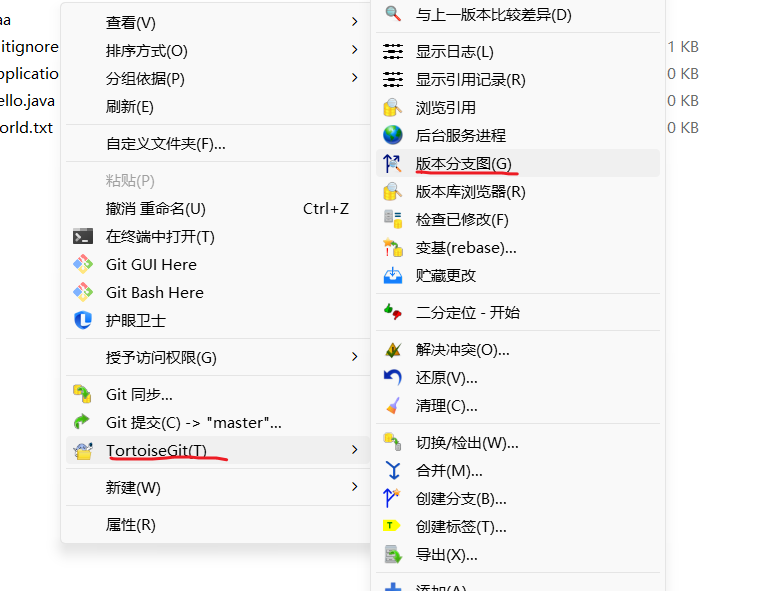 aa
itignore
pplicatio
ello.java
orld.txt
1 KB
0 KB
0 KB
0 KB
查看(V)
排序方式(O)
分组依据(P)
刷新(E)
自定义文件夹(F)...
粘贴(P)
撤消 重命名(U) Ctrl+Z
在终端中打开(T)
Git GUI Here
Git Bash Here
护眼卫士
授予访问权限(G)
Git 同步...
Git 提交(C) -> "master"...
TortoiseGit(T)
新建(W)
属性(R)
与上一版本比较差异(D)
显示日志(L)
显示引用记录(R)
浏览引用
后台服务进程
版本分支图(G)
版本库浏览器(R)
检查已修改(F)
变基(rebase)...
贮藏更改
二分定位 - 开始
解决冲突(O)...
还原(V)...
清理(C)...
切换/检出(W)...
合并(M)...
创建分支(B)...
创建标签(T)...
导出(X)...
添加(A)